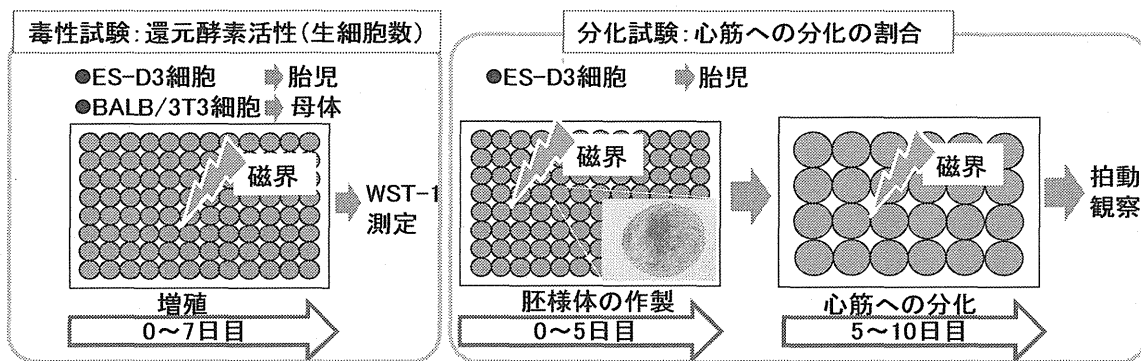 毒性試験:還元酵素活性(生細胞数)
●ES-D3細胞 胎児
●BALB/3T3細胞 母体
磁界
WST-1
測定
増殖
0~7日目
分化試験:心筋への分化の割合
●ES-D3細胞 胎児
磁界
胚様体の作製
0~5日目
磁界
拍動
観察
心筋への分化
5~10日目